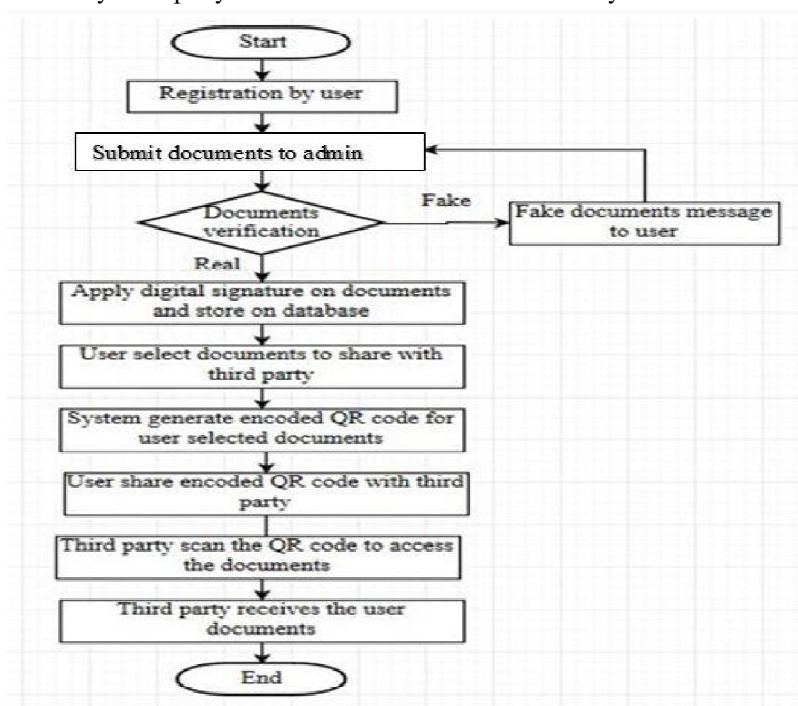 Start
Registration by user
Submit documents to admin
Documents
verification
Fake
Fake documents message
to user
Real
Apply digital signature on documents
and store on database
User select documents to share with
third party
System generate encoded QR code for
user selected documents
User share encoded QR code with third
party
Third party scan the QR code to access
the documents
Third party receives the user
documents
End